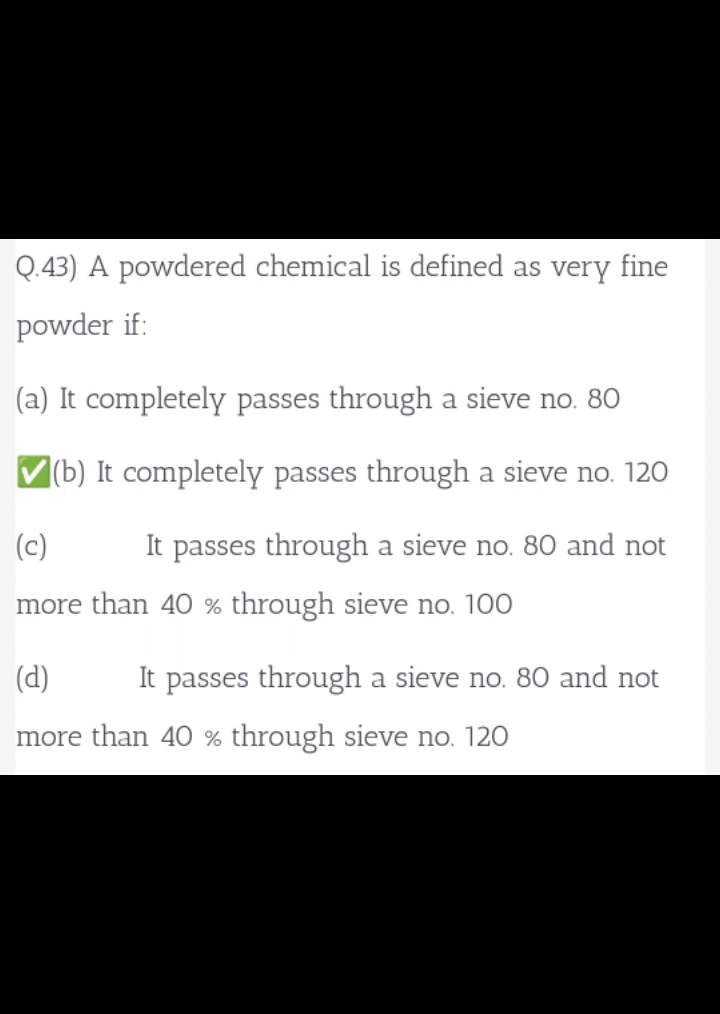 Q.43) A powdered chemical is defined as very fine
powder if:
(a) It completely passes through a sieve no. 80
✅(b) It completely passes through a sieve no. 120
(c) It passes through a sieve no. 80 and not
more than 40 % through sieve no. 100
(d) It passes through a sieve no. 80 and not
more than 40 % through sieve no. 120